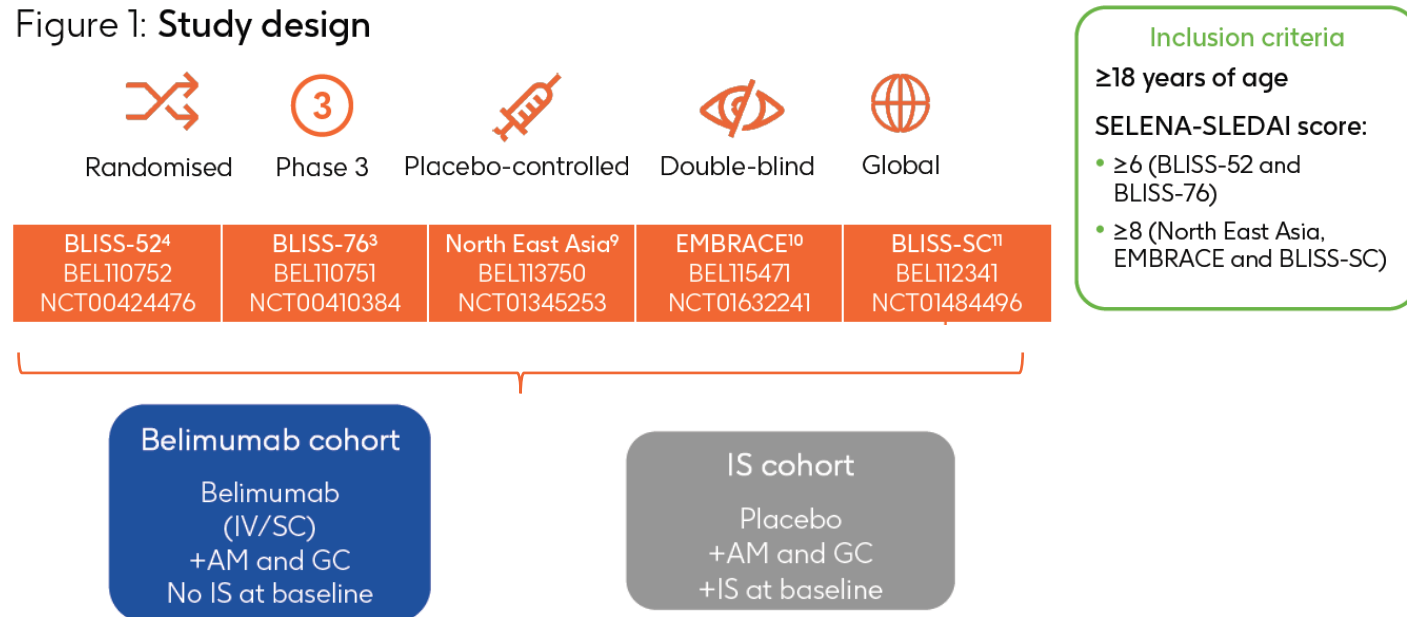 Figure 1: Study design
3
Randomised
Phase 3
Placebo-controlled
Double-blind
Global
BLISS-52⁴
BEL110752
NCT00424476
BLISS-76³
BEL110751
NCT00410384
North East Asia⁹
BEL113750
NCT01345253
EMBRACE¹⁰
BEL115471
NCT01632241
BLISS-SC¹¹
BEL112341
NCT01484496
Inclusion criteria
≥18 years of age
SELENA-SLEDAI score:
• ≥6 (BLISS-52 and
BLISS-76)
• ≥8 (North East Asia,
EMBRACE and BLISS-SC)
Belimumab cohort
Belimumab
(IV/SC)
+AM and GC
No IS at baseline
IS cohort
Placebo
+AM and GC
+IS at baseline